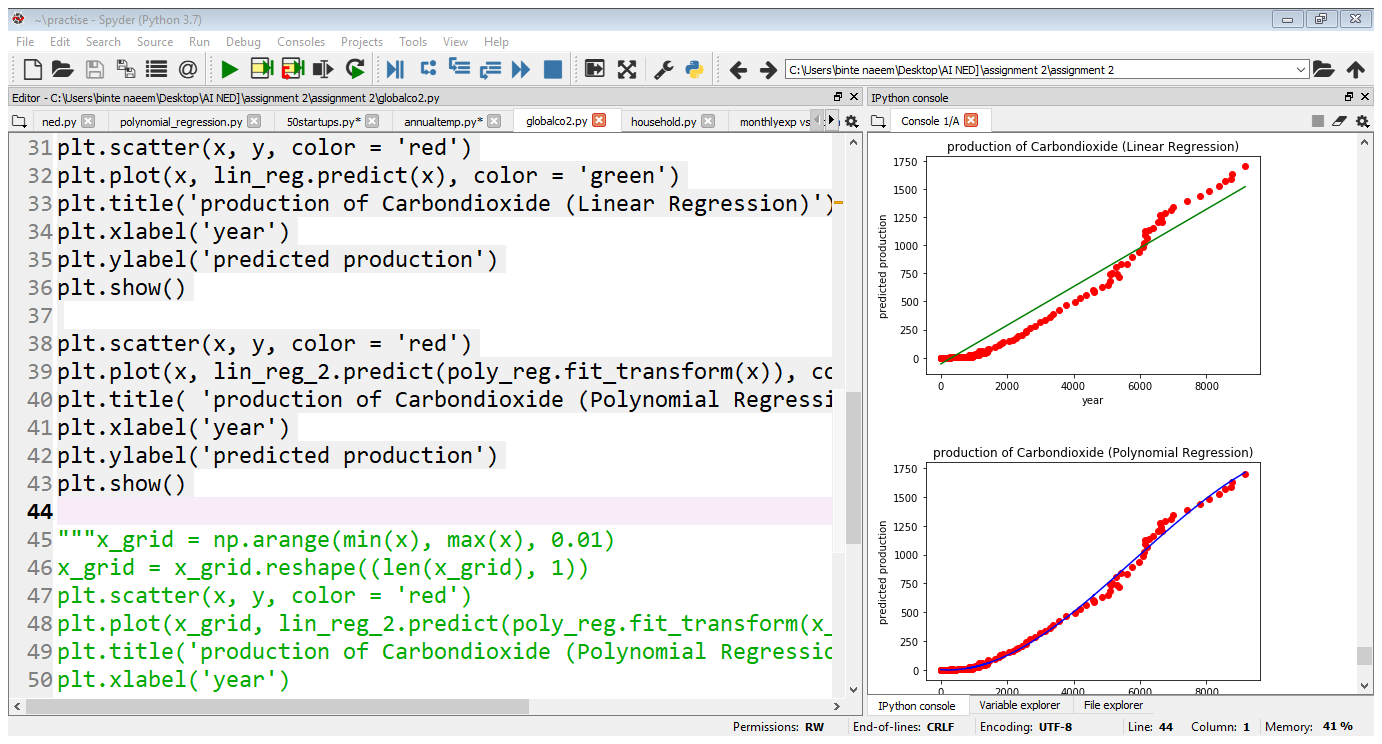 ~\practise - Spyder (Python 3.7)
File Edit Search Source Run Debug Consoles Projects Tools View Help
C:\Users\binte naeem\Desktop\AI NED]\assignment 2\assignment 2
Editor - C:\Users\binte naeem\Desktop\AI NED]\assignment 2\assignment 2\globalco2.py
ned.py polynomial_regression.py 50startups.py* annualtemp.py* globalco2.py household.py monthlyexp vs
31 plt.scatter(x, y, color = 'red')
32 plt.plot(x, lin_reg.predict(x), color = 'green')
33 plt.title('production of Carbondioxide (Linear Regression)')
34 plt.xlabel('year')
35 plt.ylabel('predicted production')
36 plt.show()
37
38 plt.scatter(x, y, color = 'red')
39 plt.plot(x, lin_reg_2.predict(poly_reg.fit_transform(x)), co
40 plt.title( 'production of Carbondioxide (Polynomial Regressi
41 plt.xlabel('year')
42 plt.ylabel('predicted production')
43 plt.show()
44
45 """x_grid = np.arange(min(x), max(x), 0.01)
46 x_grid = x_grid.reshape((len(x_grid), 1))
47 plt.scatter(x, y, color = 'red')
48 plt.plot(x_grid, lin_reg_2.predict(poly_reg.fit_transform(x_
49 plt.title('production of Carbondioxide (Polynomial Regressio
50 plt.xlabel('year')
IPython console
Console 1/A
production of Carbondioxide (Linear Regression)
predicted production
1750
1500
1250
1000
750
500
250
0
0 2000 4000 6000 8000
year
production of Carbondioxide (Polynomial Regression)
predicted production
1750
1500
1250
1000
750
500
250
0
0 2000 4000 6000 8000
IPython console Variable explorer File explorer
Permissions: RW End-of-lines: CRLF Encoding: UTF-8 Line: 44 Column: 1 Memory: 41 %